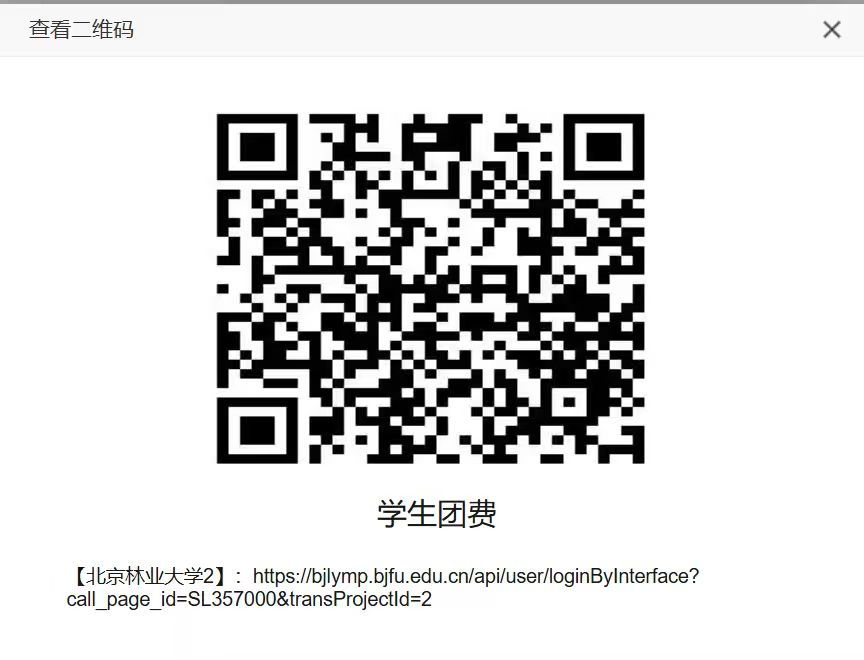 查看二维码
学生团费
【北京林业大学2】：https://bjlymp.bjfu.edu.cn/api/user/loginByInterface?
call_page_id=SL357000&transProjectId=2